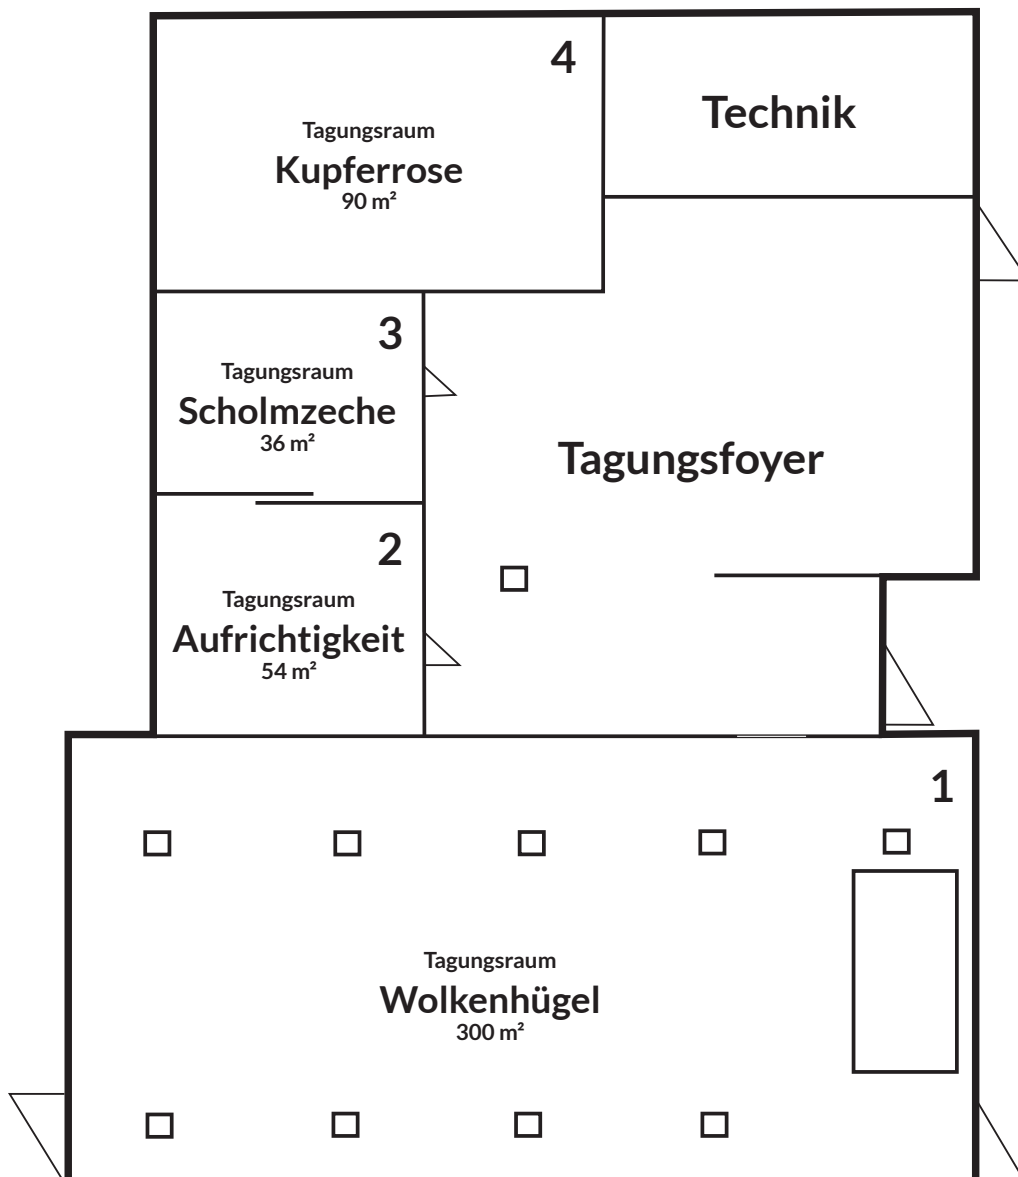 4
Tagungsraum
Kupferrose
90 m²
Technik
3
Tagungsraum
Scholmzeche
36 m²
Tagungsfoyer
2
Tagungsraum
Aufrichtigkeit
54 m²
1
Tagungsraum
Wolkenhügel
300 m²